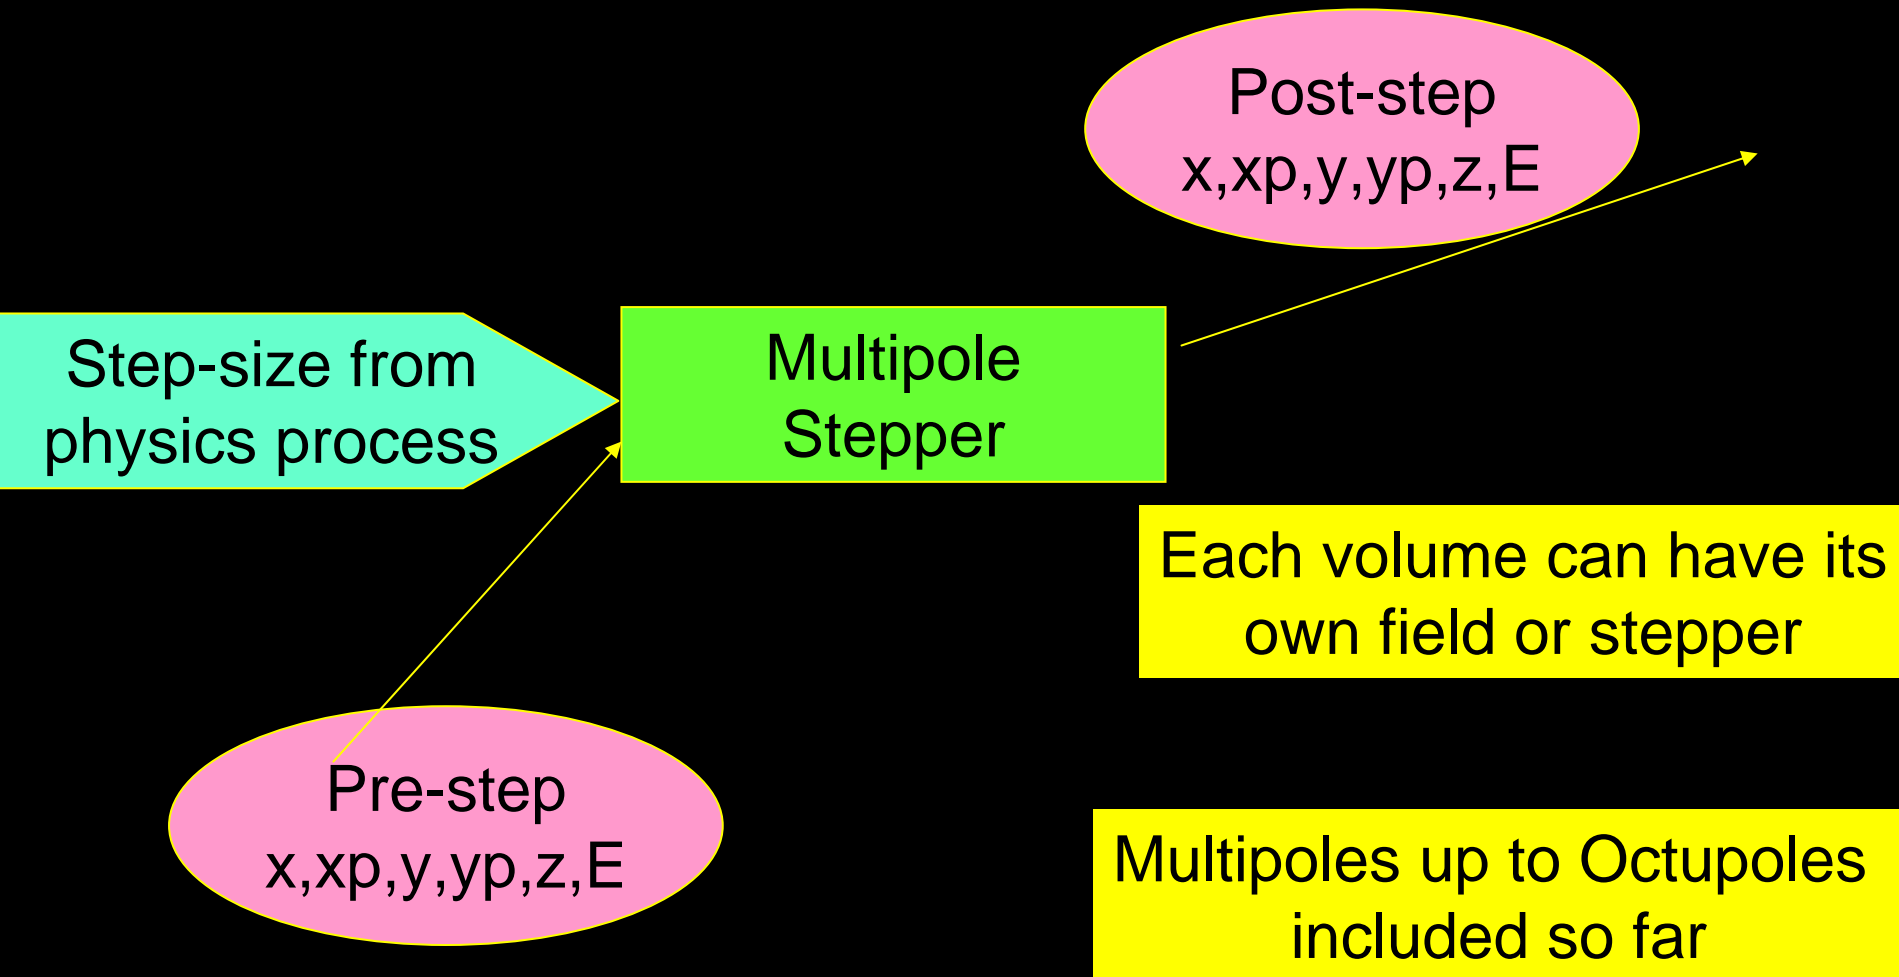 Post-step
x,xp,y,yp,z,E
Step-size from
physics process
Multipole
Stepper
Each volume can have its
own field or stepper
Pre-step
x,xp,y,yp,z,E
Multipoles up to Octupoles
included so far